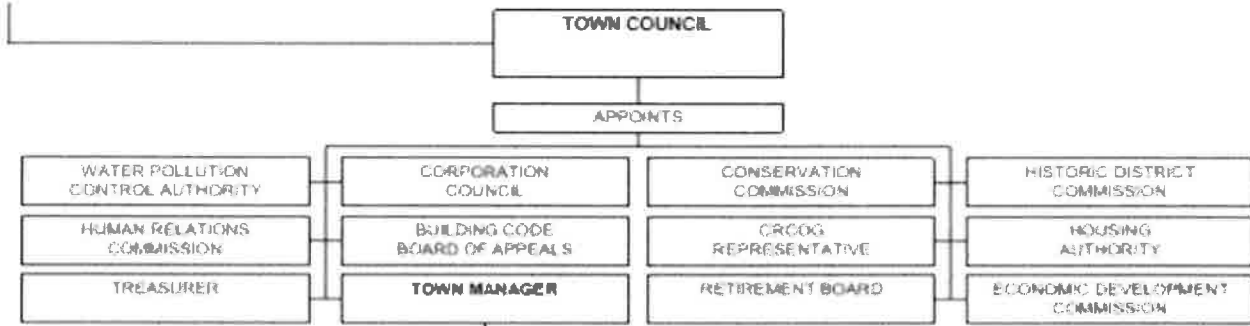 TOWN COUNCIL
APPOINTS
WATER POLLUTION
CONTROL AUTHORITY
CORPORATION
COUNCIL
CONSERVATION
COMMISSION
HISTORIC DISTRICT
COMMISSION
HUMAN RELATIONS
COMMISSION
BUILDING CODE
BOARD OF APPEALS
CRCOG
REPRESENTATIVE
HOUSING
AUTHORITY
TREASURER
TOWN MANAGER
RETIREMENT BOARD
ECONOMIC DEVELOPMENT
COMMISSION